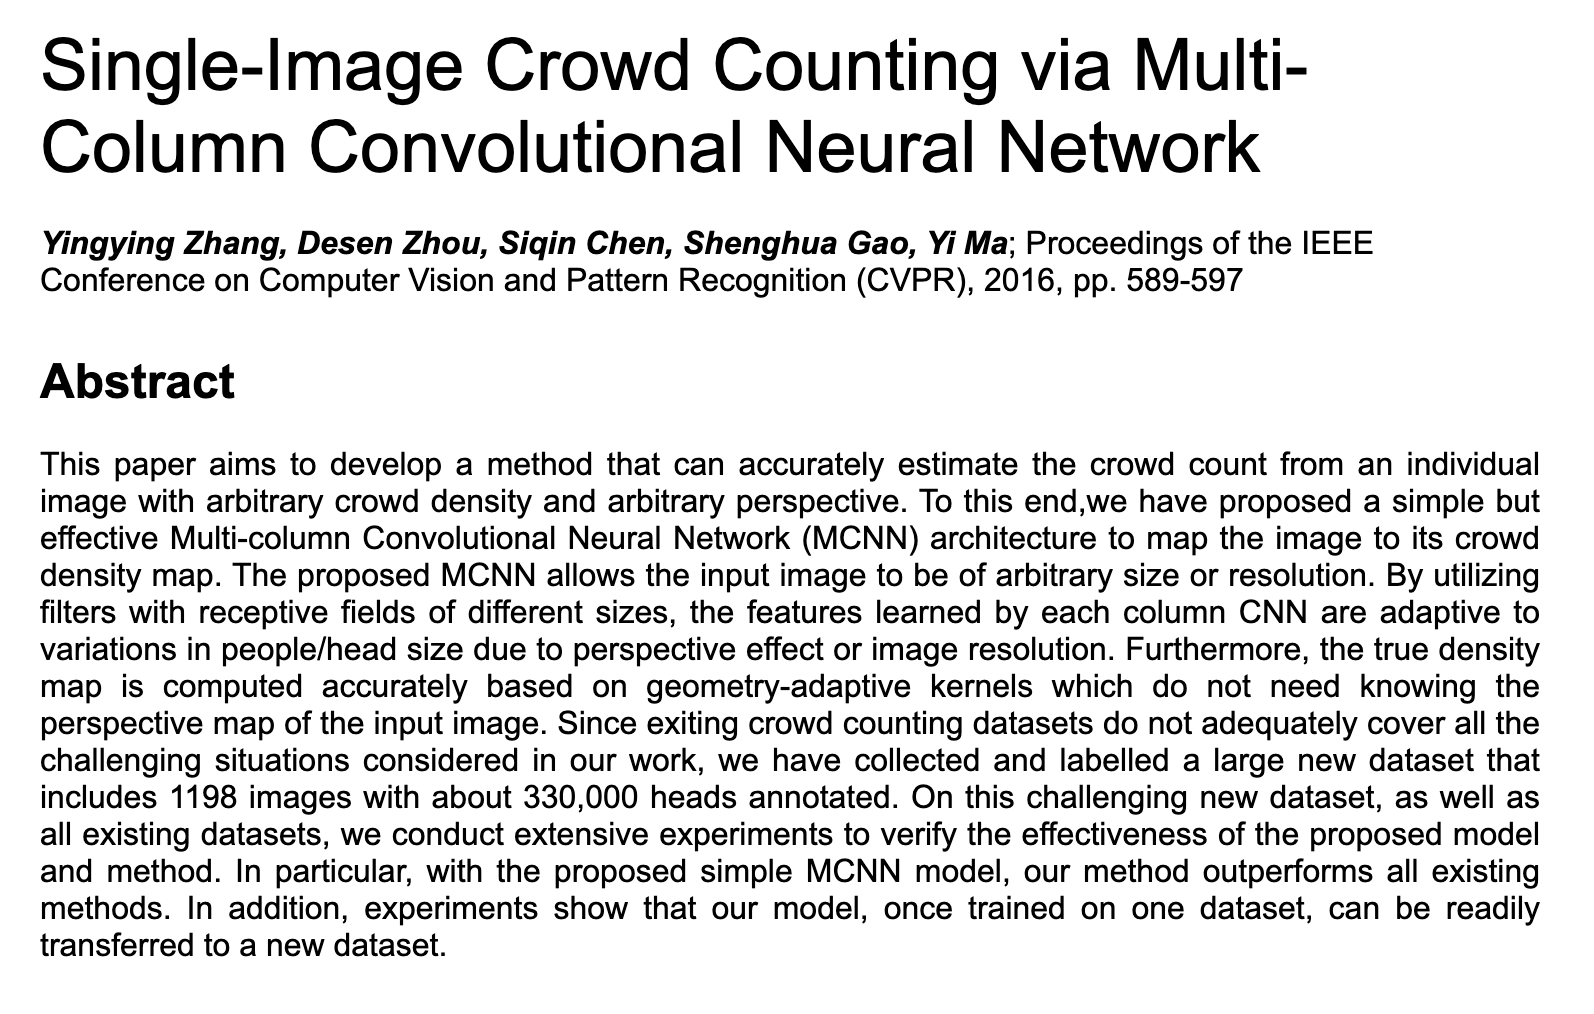 Single-Image Crowd Counting via Multi-
Column Convolutional Neural Network
Yingying Zhang, Desen Zhou, Siqin Chen, Shenghua Gao, Yi Ma; Proceedings of the IEEE
Conference on Computer Vision and Pattern Recognition (CVPR), 2016, pp. 589-597
Abstract
This paper aims to develop a method that can accurately estimate the crowd count from an individual
image with arbitrary crowd density and arbitrary perspective. To this end,we have proposed a simple but
effective Multi-column Convolutional Neural Network (MCNN) architecture to map the image to its crowd
density map. The proposed MCNN allows the input image to be of arbitrary size or resolution. By utilizing
filters with receptive fields of different sizes, the features learned by each column CNN are adaptive to
variations in people/head size due to perspective effect or image resolution. Furthermore, the true density
map is computed accurately based on geometry-adaptive kernels which do not need knowing the
perspective map of the input image. Since exiting crowd counting datasets do not adequately cover all the
challenging situations considered in our work, we have collected and labelled a large new dataset that
includes 1198 images with about 330,000 heads annotated. On this challenging new dataset, as well as
all existing datasets, we conduct extensive experiments to verify the effectiveness of the proposed model
and method. In particular, with the proposed simple MCNN model, our method outperforms all existing
methods. In addition, experiments show that our model, once trained on one dataset, can be readily
transferred to a new dataset.